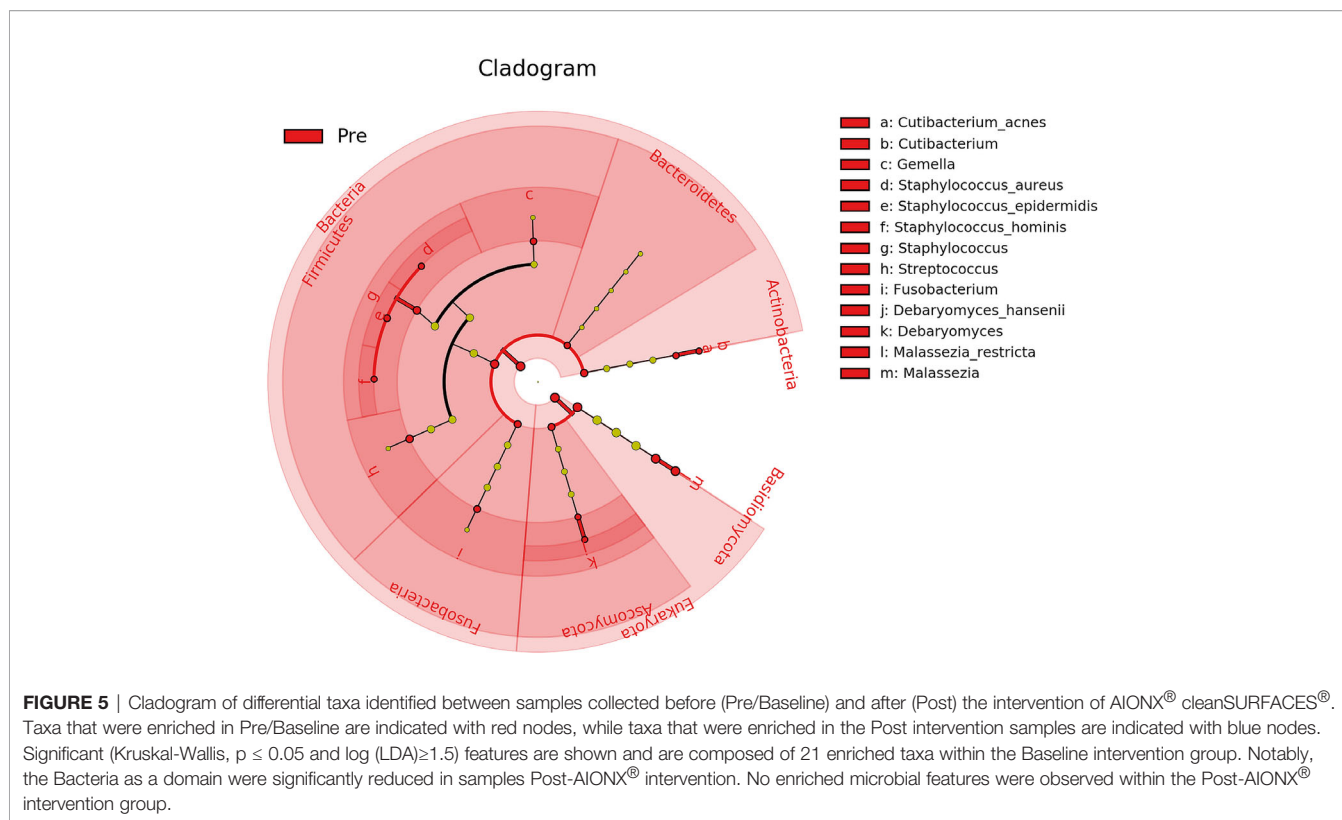 Cladogram
Pre
Bacteria
Firmicutes
Bacteroidetes
Actinobacteria
Basidiomycota
Eukaryota
Ascomycota
Fusobacteria
c
d
g
e
f
h
i
k
m
b
a
a: Cutibacterium_acnes
b: Cutibacterium
c: Gemella
d: Staphylococcus_aureus
e: Staphylococcus_epidermidis
f: Staphylococcus_hominis
g: Staphylococcus
h: Streptococcus
i: Fusobacterium
j: Debaryomyces_hansenii
k: Debaryomyces
l: Malassezia_restricta
m: Malassezia
FIGURE 5 | Cladogram of differential taxa identified between samples collected before (Pre/Baseline) and after (Post) the intervention of AIONX® cleanSURFACES®.
Taxa that were enriched in Pre/Baseline are indicated with red nodes, while taxa that were enriched in the Post intervention samples are indicated with blue nodes.
Significant (Kruskal-Wallis, p ≤ 0.05 and log (LDA)≥1.5) features are shown and are composed of 21 enriched taxa within the Baseline intervention group. Notably,
the Bacteria as a domain were significantly reduced in samples Post-AIONX® intervention. No enriched microbial features were observed within the Post-AIONX®
intervention group.